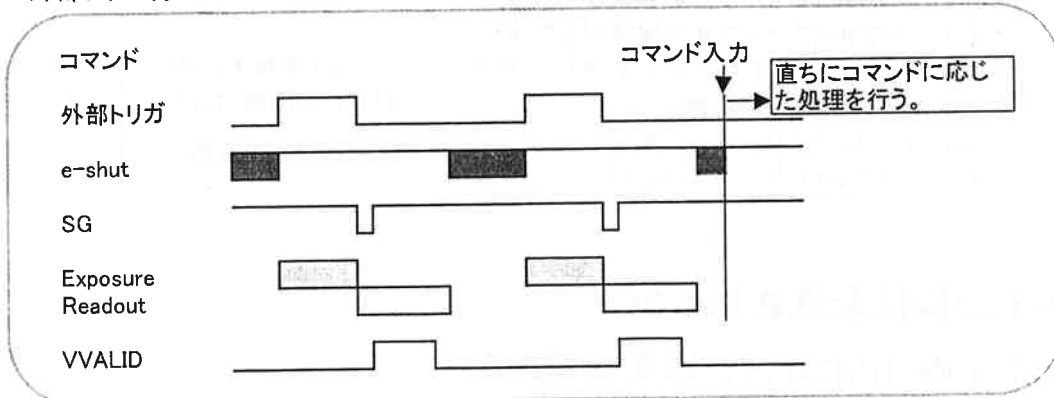 コマンド
コマンド入力
直ちにコマンドに応じ
た処理を行う。
外部トリガ
e-shut
SG
Exposure
Readout
VVALID